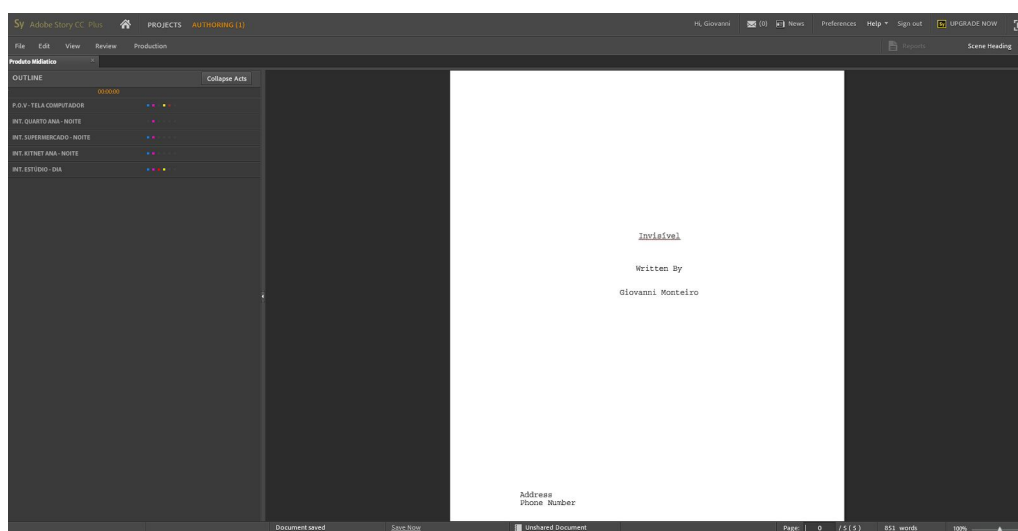 Sy Adobe Story CC Plus PROJECTS AUTHORING (1) Hi, Giovanni (0) News Preferences Help Sign out Sy UPGRADE NOW
File Edit View Review Production Reports Scene Heading
Produto Midiatico ×
OUTLINE Collapse Acts
00:00:00
P.O.V - TELA COMPUTADOR
INT. QUARTO ANA - NOITE
INT. SUPERMERCADO - NOITE
INT. KITNET ANA - NOITE
INT. ESTÚDIO - DIA
Invisível
Written By
Giovanni Monteiro
Address
Phone Number
Document saved Save Now Unshared Document Page: 0 / 5 ( 5 ) 851 words 100%